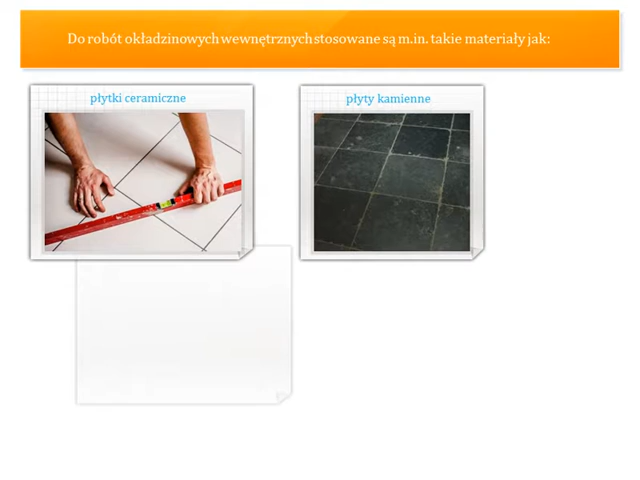 Do robót okładzinowych wewnętrznych stosowane są m.in. takie materiały jak:
płytki ceramiczne
płyty kamienne